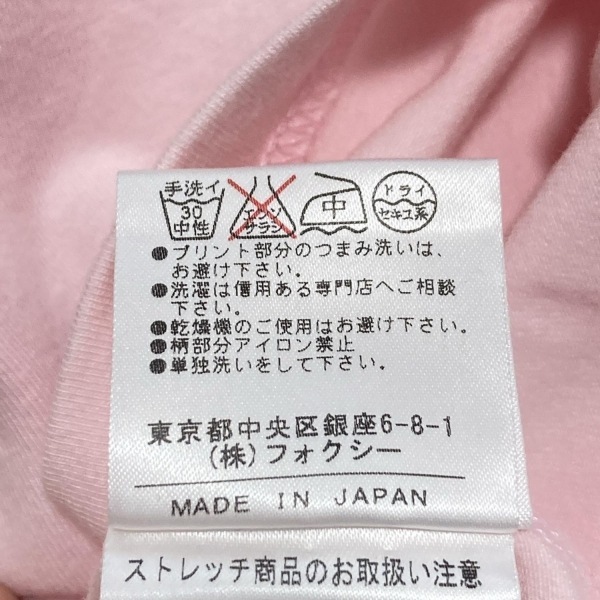 手洗イ
30
中性
エンソ
サラシ
中
ドライ
セキユ系
●プリント部分のつまみ洗いは、
お避け下さい。
●洗濯は信用ある専門店へご相談
下さい。
●乾燥機のご使用はお避け下さい。
●柄部分アイロン禁止
●単独洗いをして下さい。
東京都中央区銀座6-8-1
(株)フォクシー
MADE IN JAPAN
ストレッチ商品のお取扱い注意